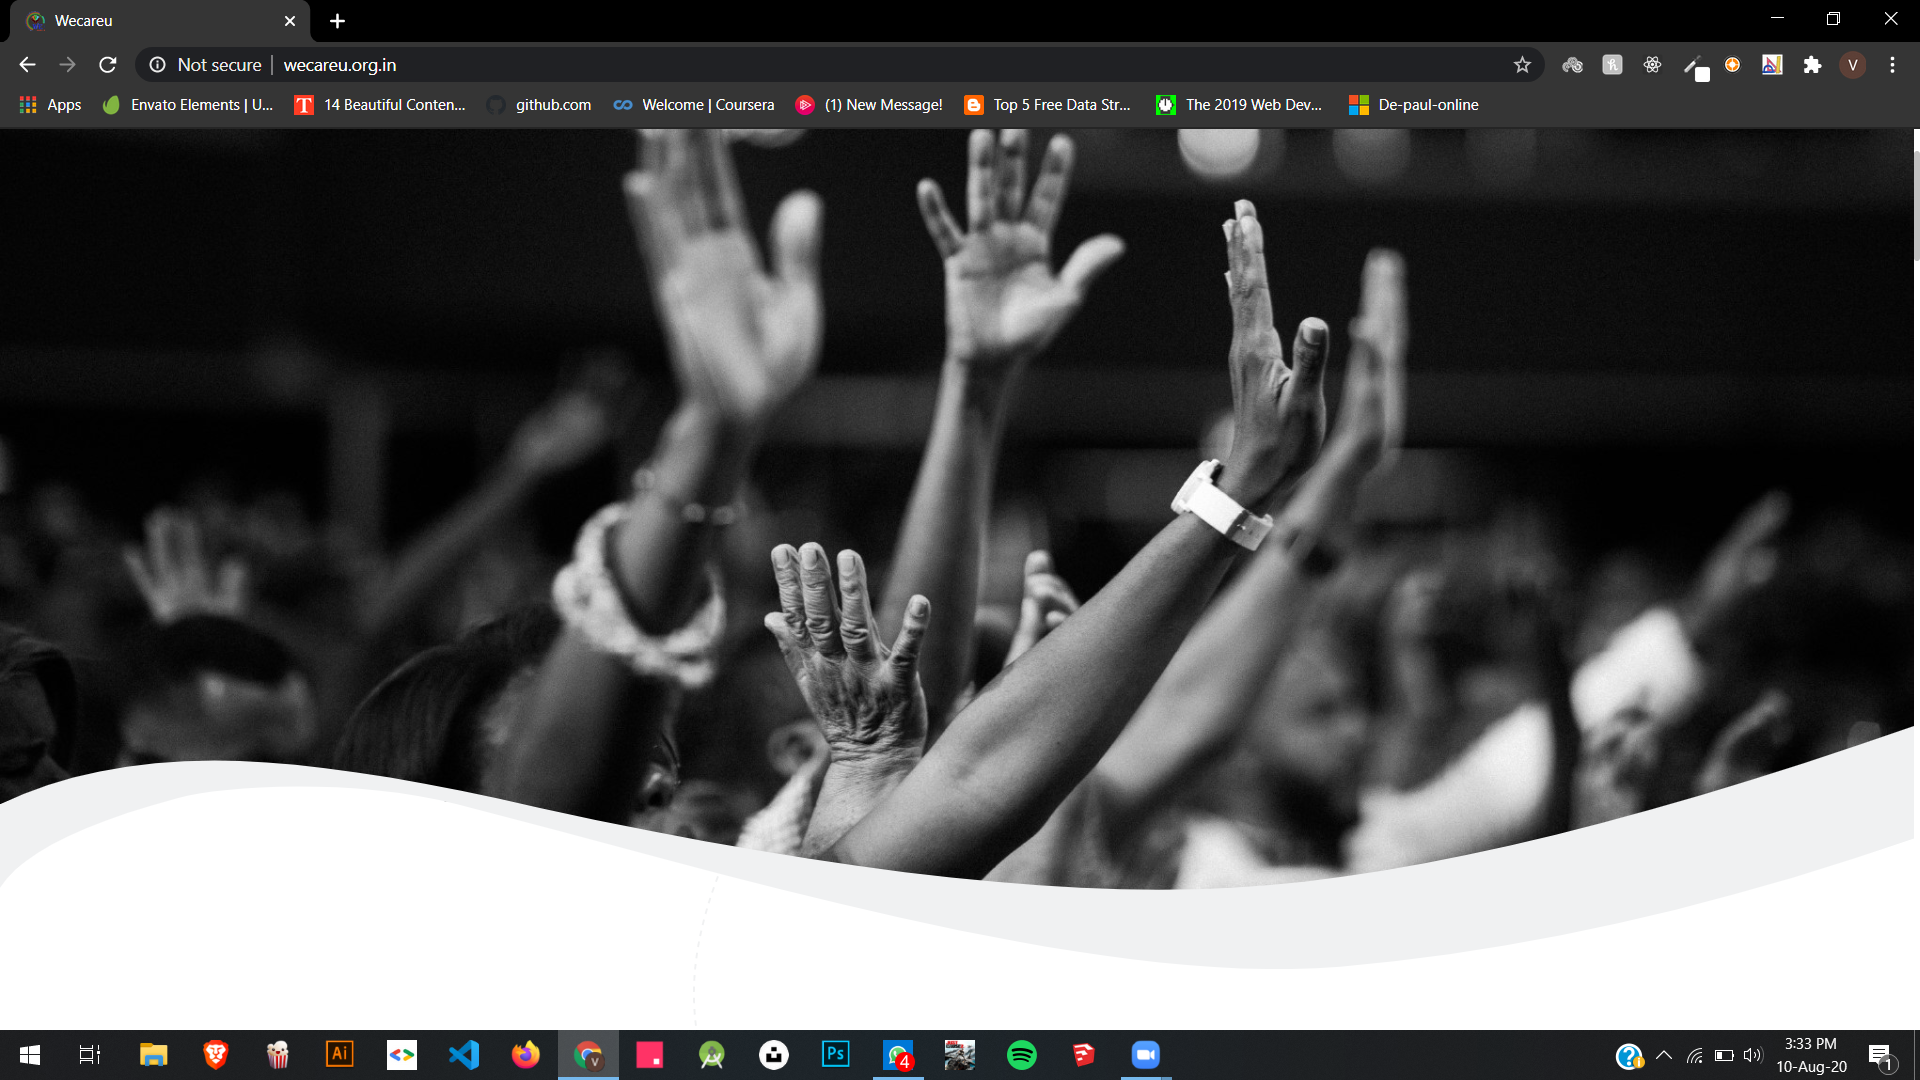 Wecareu
Not secure
wecareu.org.in
V
Apps
Envato Elements | U...
T
14 Beautiful Conten...
github.com
Welcome | Coursera
(1) New Message!
Top 5 Free Data Str...
The 2019 Web Dev...
De-paul-online
Ai
V
Ps
4
?
3:33 PM
10-Aug-20
1